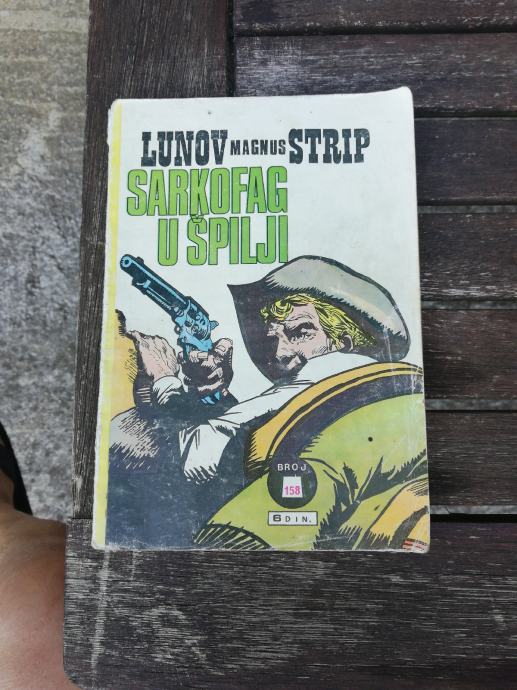 LUNOV MAGNUS STRIP
SARKOFAG
U ŠPILJI
BROJ
158
6 DIN.